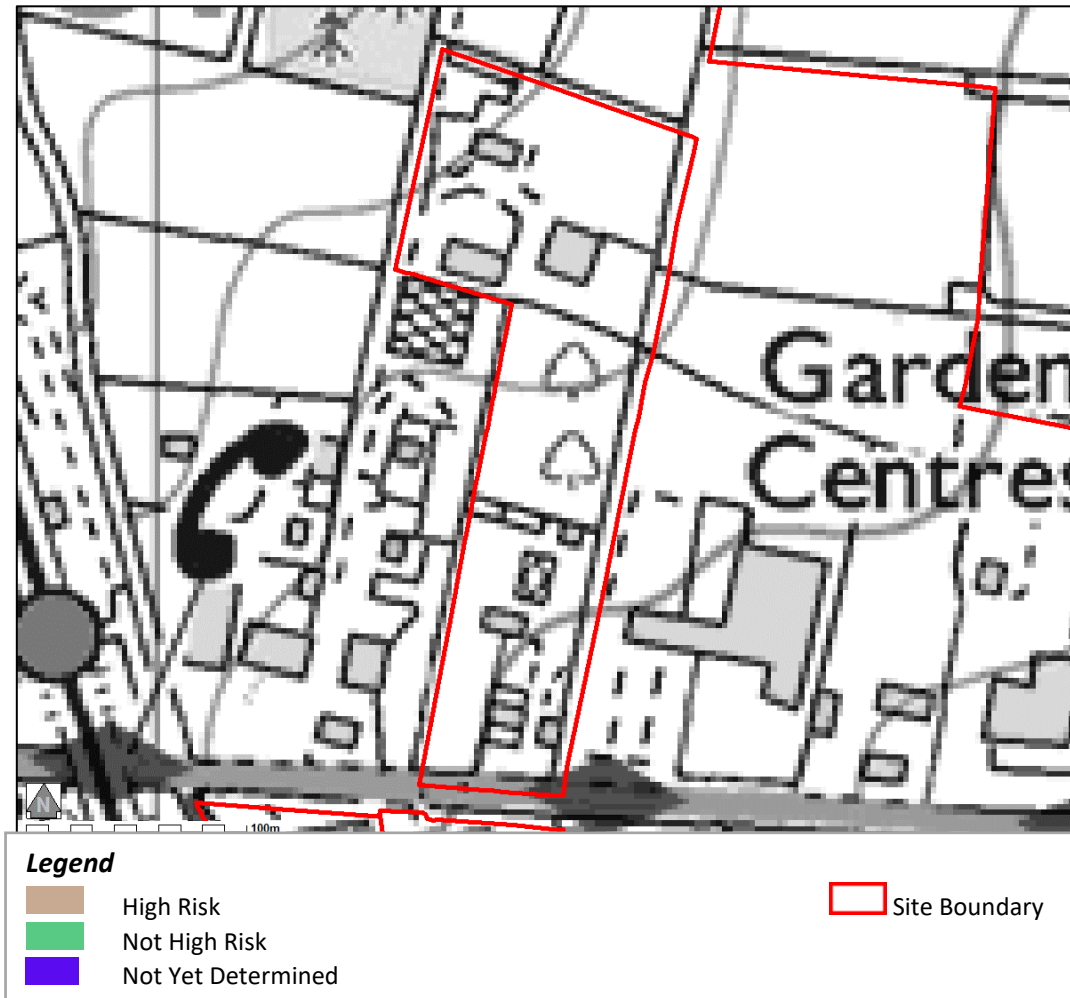 Garden
Centres
N
100m
Legend
High Risk
Not High Risk
Not Yet Determined
Site Boundary